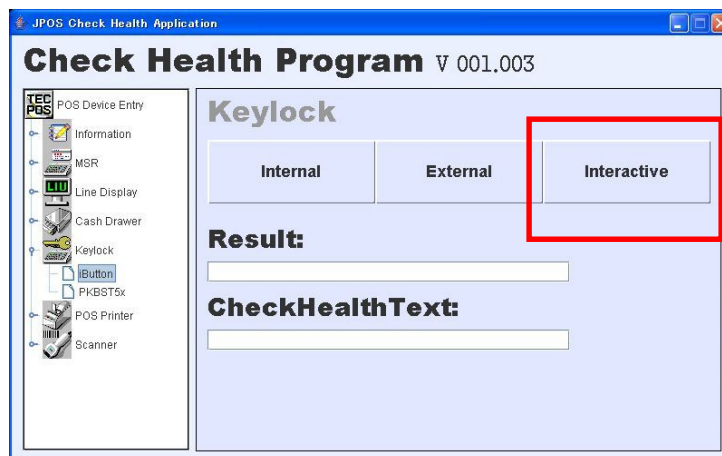 JPOS Check Health Application
Check Health Program V 001.003
TEC
POS
POS Device Entry
Information
MSR
LIU
Line Display
Cash Drawer
Keylock
iButton
PKBST5x
POS Printer
Scanner
Keylock
Internal External Interactive
Result:
CheckHealthText: